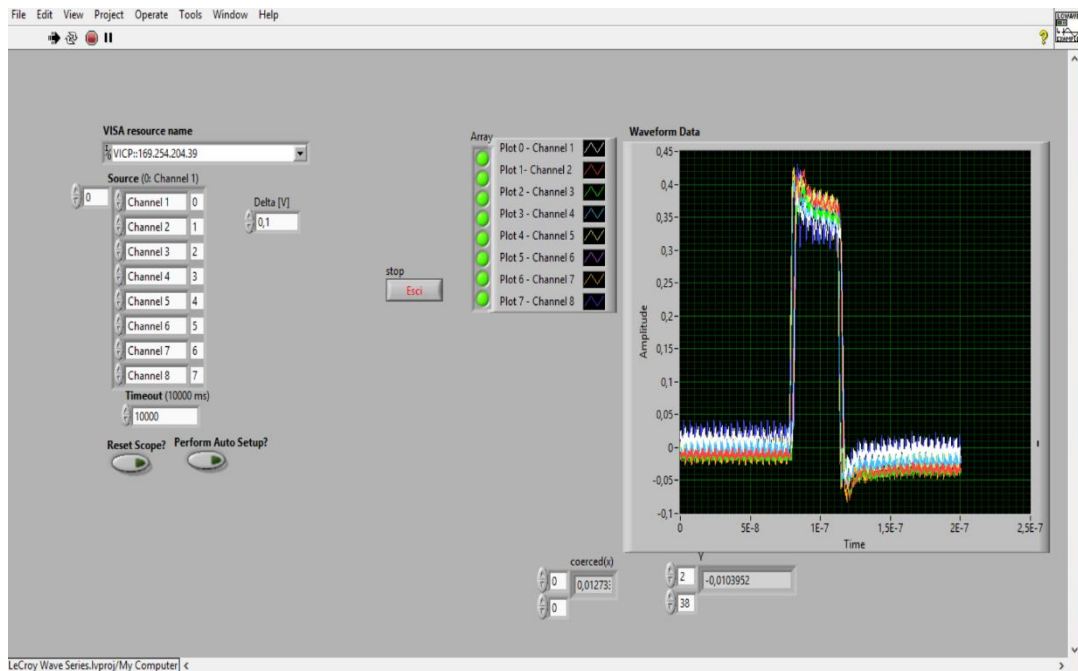 File Edit View Project Operate Tools Window Help
VISA resource name
VICP::169.254.204.39
Source (0: Channel 1)
0
Channel 1 0
Channel 2 1
Channel 3 2
Channel 4 3
Channel 5 4
Channel 6 5
Channel 7 6
Channel 8 7
Delta [V]
0,1
Timeout (10000 ms)
10000
Reset Scope? Perform Auto Setup?
stop
Esci
Array
Plot 0 - Channel 1
Plot 1- Channel 2
Plot 2 - Channel 3
Plot 3 - Channel 4
Plot 4 - Channel 5
Plot 5 - Channel 6
Plot 6 - Channel 7
Plot 7 - Channel 8
Waveform Data
Amplitude
0,45
0,4
0,35
0,3
0,25
0,2
0,15
0,1
0,05
0
-0,05
-0,1
0 5E-8 1E-7 1,5E-7 2E-7 2,5E-7
Time
coerced(x)
0 0,01273
0
Y
2 -0,0103952
38
LeCroy Wave Series.lvproj/My Computer